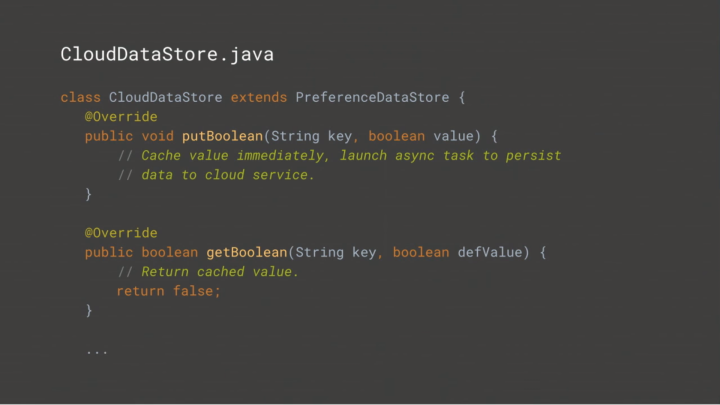 CloudDataStore.java
class CloudDataStore extends PreferenceDataStore {
@Override
public void putBoolean(String key, boolean value) {
// Cache value immediately, launch async task to persist
// data to cloud service.
}
@Override
public boolean getBoolean(String key, boolean defValue) {
// Return cached value.
return false;
}
...